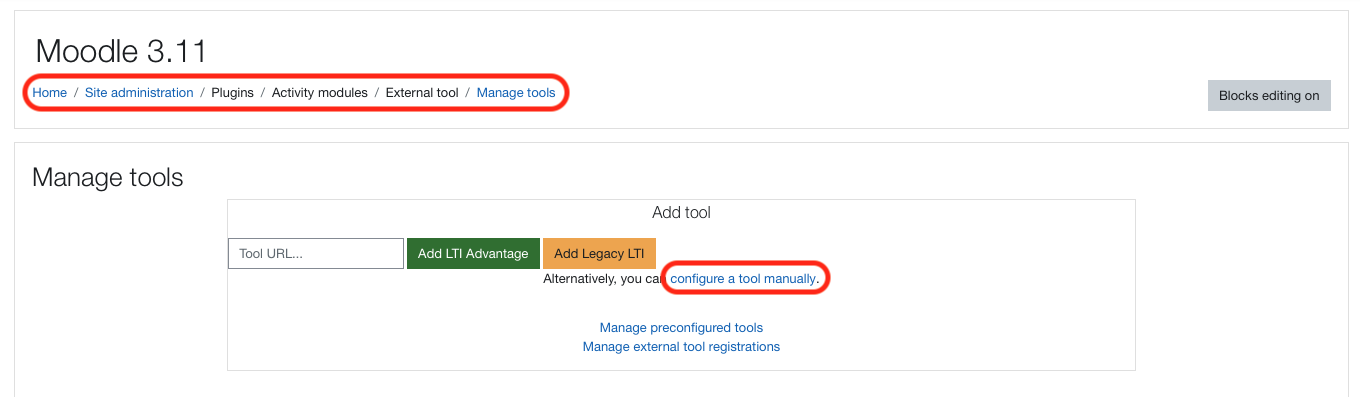 Moodle 3.11
Home / Site administration / Plugins / Activity modules / External tool / Manage tools
Blocks editing on
Manage tools
Add tool
Tool URL... Add LTI Advantage Add Legacy LTI
Alternatively, you can configure a tool manually.
Manage preconfigured tools
Manage external tool registrations